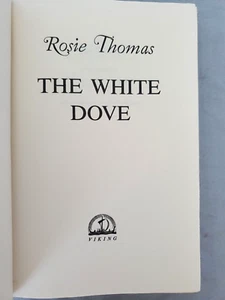 Rosie Thomas
THE WHITE
DOVE
VIKING